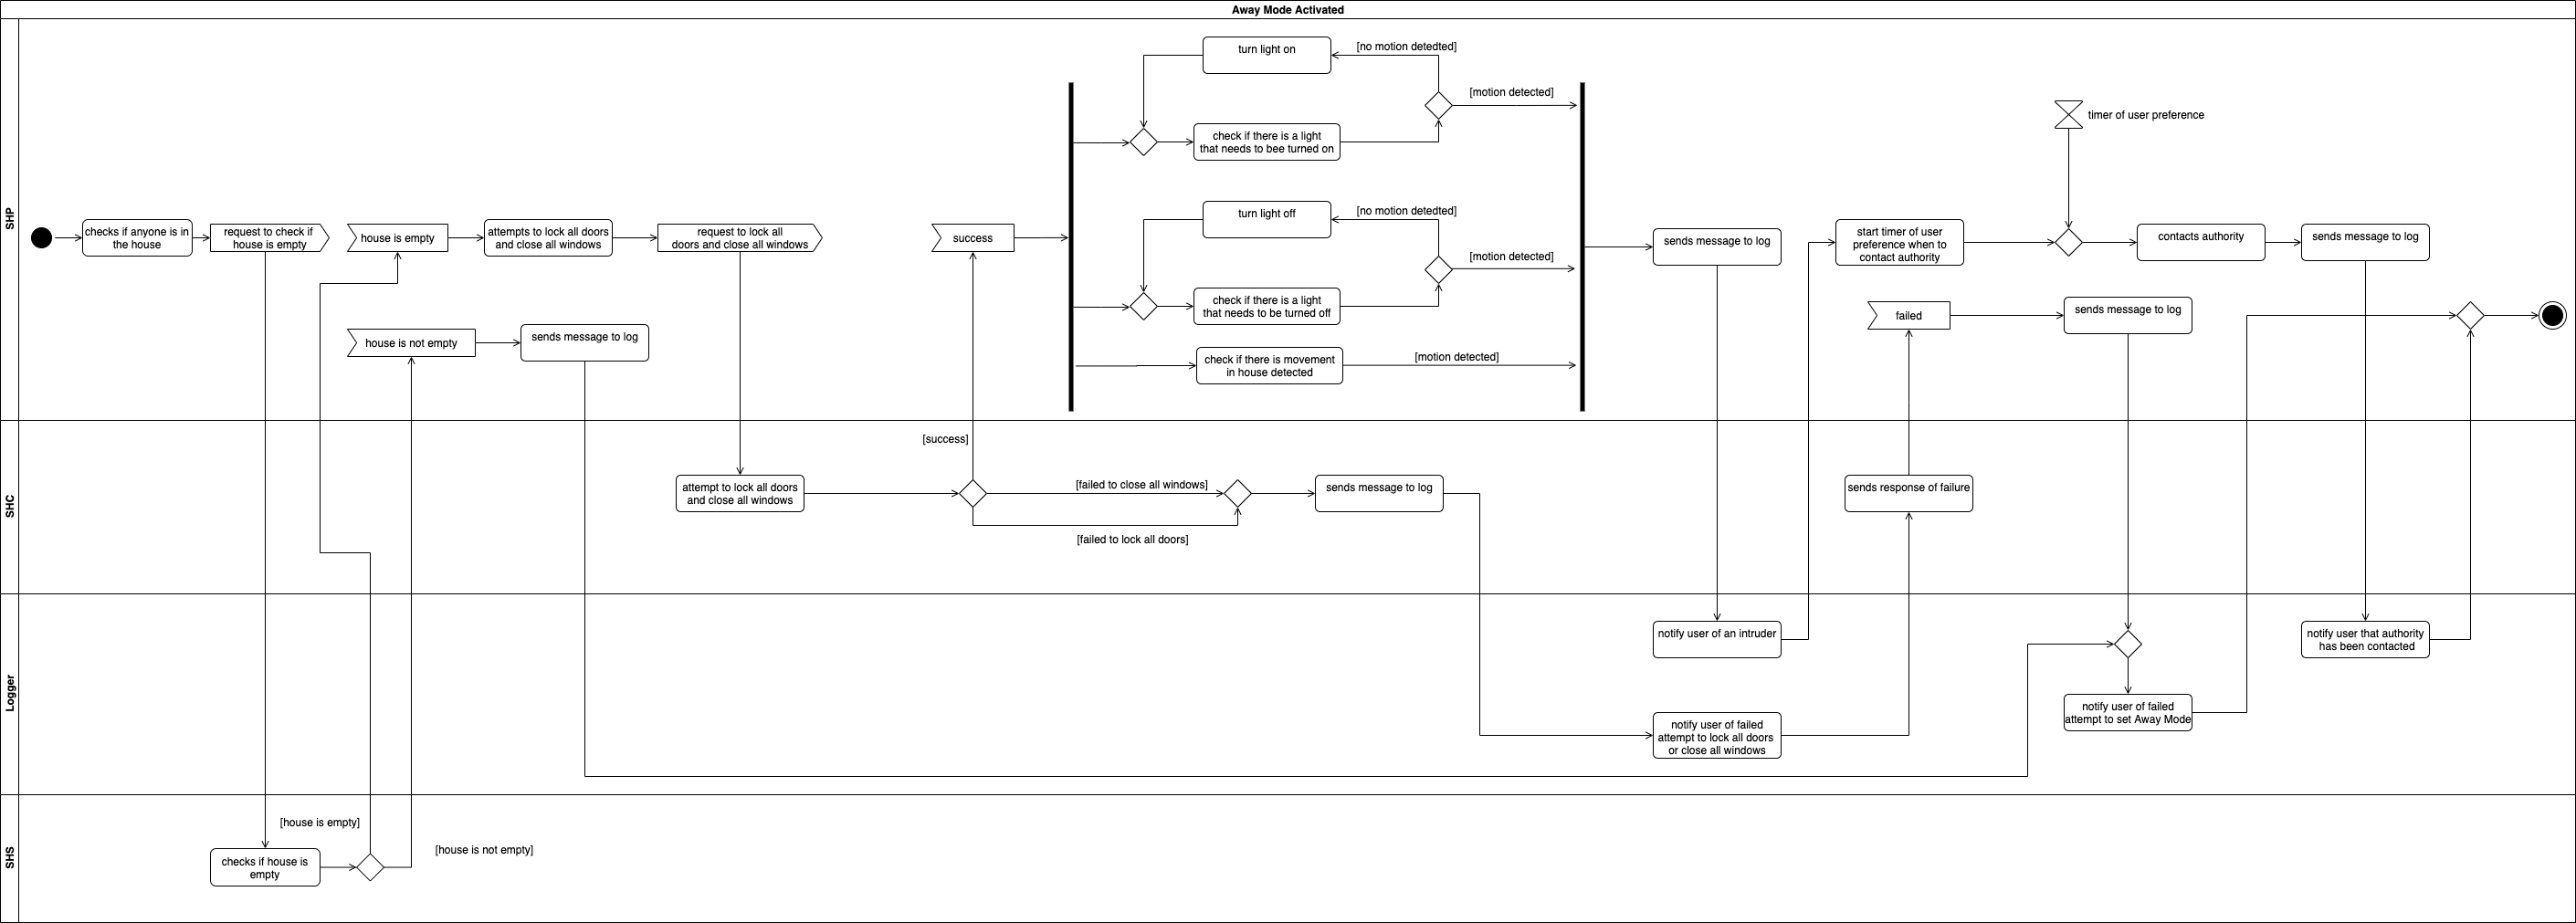 Away Mode Activated
SHP
turn light on
[no motion detedted]
[motion detected]
check if there is a light
that needs to bee turned on
timer of user preference
turn light off
[no motion detedted]
[motion detected]
check if there is a light
that needs to be turned off
checks if anyone is in
the house
request to check if
house is empty
house is empty
attempts to lock all doors
and close all windows
request to lock all
doors and close all windows
success
sends message to log
start timer of user
preference when to
contact authority
contacts authority
sends message to log
house is not empty
sends message to log
check if there is movement
in house detected
[motion detected]
failed
sends message to log
SHC
[success]
attempt to lock all doors
and close all windows
[failed to close all windows]
[failed to lock all doors]
sends message to log
sends response of failure
Logger
notify user of an intruder
notify user that authority
has been contacted
notify user of failed
attempt to lock all doors
or close all windows
notify user of failed
attempt to set Away Mode
SHS
[house is empty]
checks if house is
empty
[house is not empty]